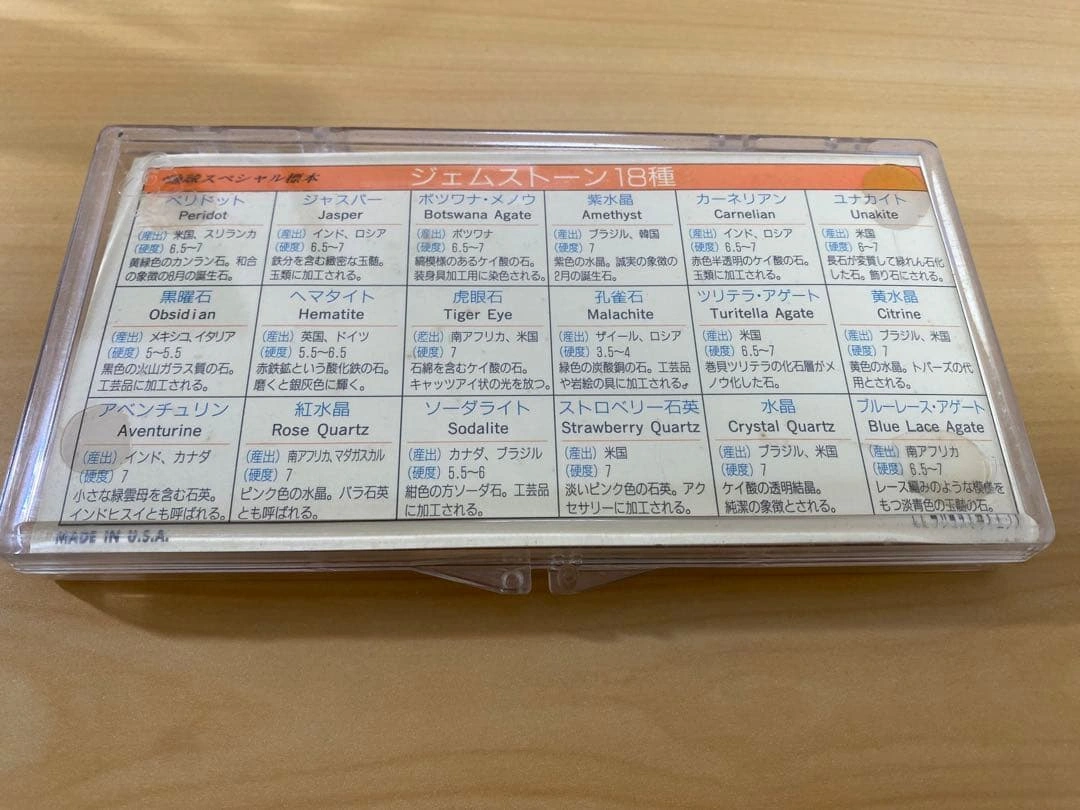 地球スペシャル標本 ジェムストーン18種
ペリドット
Peridot
(産出) 米国、スリランカ
(硬度) 6.5~7
黄緑色のカンラン石。和合
の象徴の8月の誕生石。
ジャスパー
Jasper
(産出) インド、ロシア
(硬度) 6.5~7
鉄分を含む緻密な玉髄。
玉類に加工される。
ボツワナ・メノウ
Botswana Agate
(産出) ボツワナ
(硬度) 6.5~7
縞模様のあるケイ酸の石。
装身具加工用に染色される。
紫水晶
Amethyst
(産出) ブラジル、韓国
(硬度) 7
紫色の水晶。誠実の象徴の
2月の誕生石。
カーネリアン
Carnelian
(産出) インド、ロシア
(硬度) 6.5~7
赤色半透明のケイ酸の石。
玉類に加工される。
ユナカイト
Unakite
(産出) 米国
(硬度) 6~7
長石が変質して緑れん石化
した石。飾り石にされる。
黒曜石
Obsidian
(産出) メキシコ、イタリア
(硬度) 5~5.5
黒色の火山ガラス質の石。
工芸品に加工される。
ヘマタイト
Hematite
(産出) 英国、ドイツ
(硬度) 5.5~6.5
赤鉄鉱という酸化鉄の石。
磨くと銀灰色に輝く。
虎眼石
Tiger Eye
(産出) 南アフリカ、米国
(硬度) 7
石綿を含むケイ酸の石。
キャッツアイ状の光を放つ。
孔雀石
Malachite
(産出) ザイール、ロシア
(硬度) 3.5~4
緑色の炭酸銅の石。工芸品
や岩絵の具に加工する。
ツリテラ・アゲート
Turitella Agate
(産出) 米国
(硬度) 6.5~7
巻貝ツリテラの化石層がメ
ノウ化した石。
黄水晶
Citrine
(産出) ブラジル、米国
(硬度) 7
黄色の水晶。トパーズの代
用とされる。
アベンチュリン
Aventurine
(産出) インド、カナダ
(硬度) 7
小さな緑雲母を含む石英。
インドヒスイとも呼ばれる。
紅水晶
Rose Quartz
(産出) 南アフリカ、マダガスカル
(硬度) 7
ピンク色の水晶。バラ石英
とも呼ばれる。
ソーダライト
Sodalite
(産出) カナダ、ブラジル
(硬度) 5.5~6
紺色の方ソーダ石。工芸品
に加工される。
ストロベリー石英
Strawberry Quartz
(産出) 米国
(硬度) 7
淡いピンク色の石英。アク
セサリーに加工される。
水晶
Crystal Quartz
(産出) ブラジル、米国
(硬度) 7
ケイ酸の透明結晶。
純潔の象徴とされる。
ブルーレース・アゲート
Blue Lace Agate
(産出) 南アフリカ
(硬度) 6.5~7
レース編みのような模様を
もつ淡青色の玉髄の石。
MADE IN U.S.A.